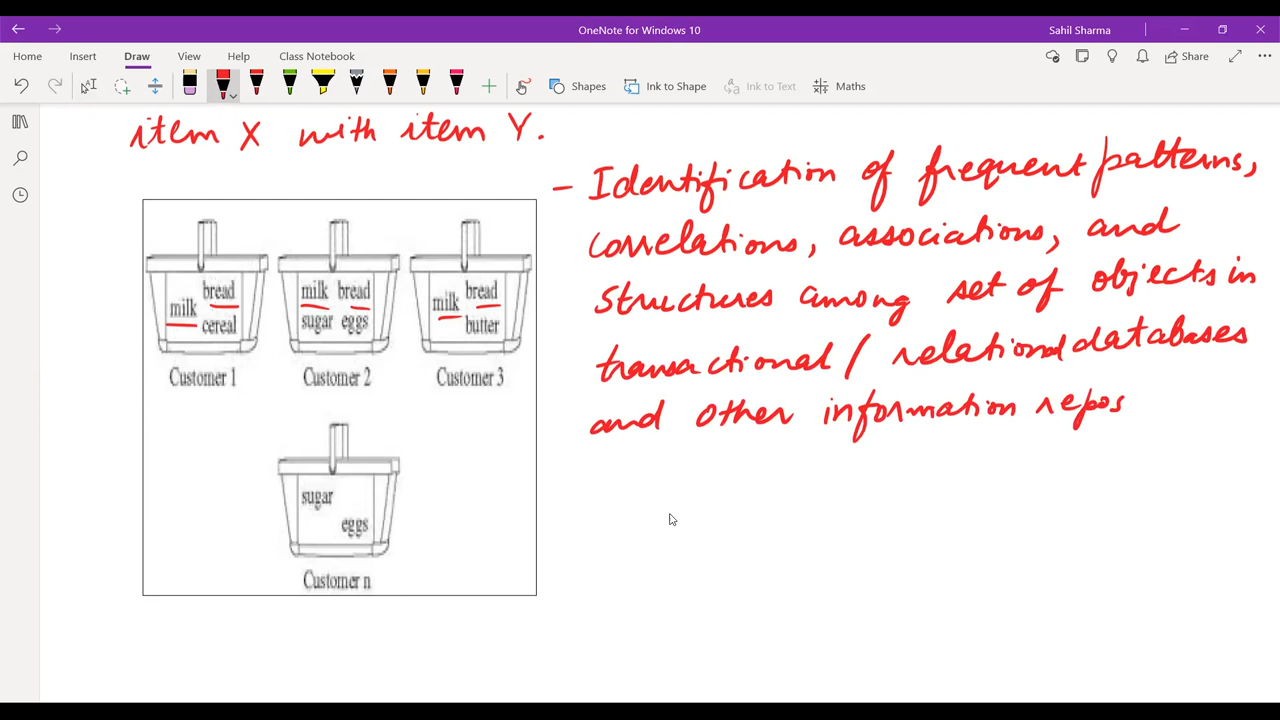 OneNote for Windows 10
Sahil Sharma
Home Insert Draw View Help Class Notebook
Share
Shapes Ink to Shape Ink to Text Maths
item X with item Y.
- Identification of frequent patterns,
correlations, associations, and
structures among set of objects in
transactional / relational databases
and other information repos
bread
milk
cereal
Customer 1
milk bread
sugar eggs
Customer 2
bread
milk
butter
Customer 3
sugar
eggs
Customer n